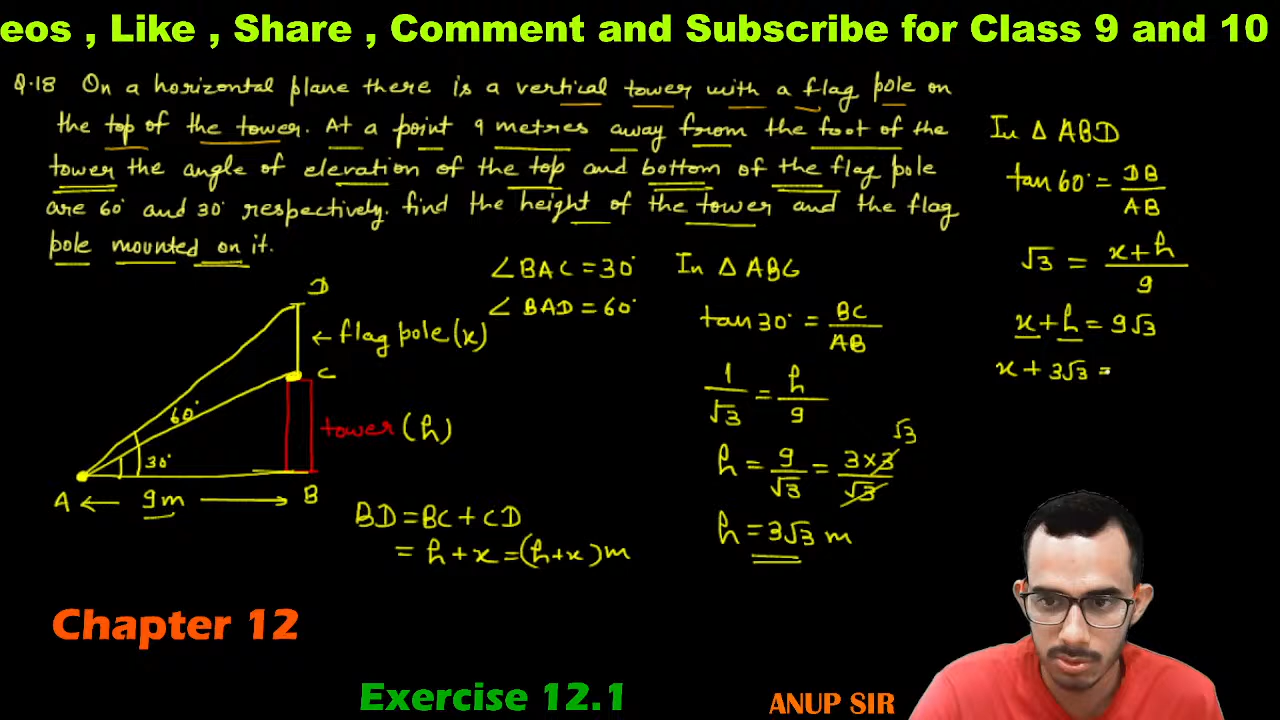 eos , Like , Share , Comment and Subscribe for Class 9 and 10
Q.18 On a horizontal plane there is a vertical tower with a flag pole on
the top of the tower. At a point 9 metres away from the foot of the
tower the angle of elevation of the top and bottom of the flag pole
are 60° and 30° respectively. find the height of the tower and the flag
pole mounted on it.
∠BAC = 30°
∠BAD = 60°
D
← flag pole (x)
C
60°
30°
tower (h)
A ← 9m → B
BD = BC + CD
= h + x = (h+x) m
In Δ ABC
tan 30° = BC/AB
1/√3 = h/9
h = 9/√3 = 3×3/√3 √3
h = 3√3 m
In Δ ABD
tan 60° = DB/AB
√3 = x+h/9
x + h = 9√3
x + 3√3 =
Chapter 12
Exercise 12.1
ANUP SIR